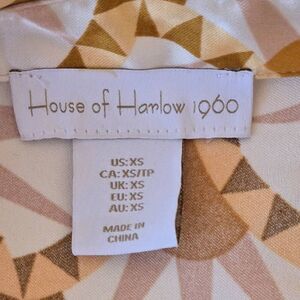 House of Harlow 1960
US: XS
CA: XS/TP
UK: XS
EU: XS
AU: XS
MADE IN
CHINA